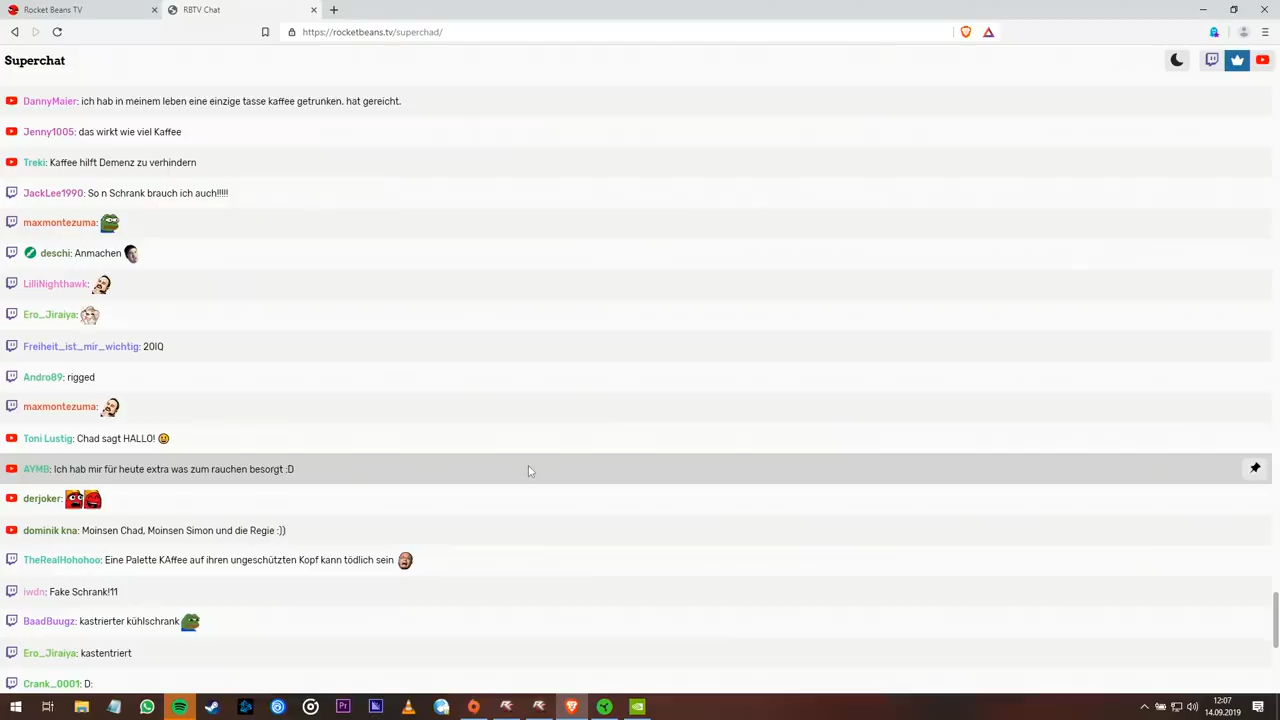 Rocket Beans TV
RBTV Chat
https://rocketbeans.tv/superchad/
Superchat
DannyMaier: ich hab in meinem leben eine einzige tasse kaffee getrunken. hat gereicht.
Jenny1005: das wirkt wie viel Kaffee
Treki: Kaffee hilft Demenz zu verhindern
JackLee1990: So n Schrank brauch ich auch!!!!!
maxmontezuma:
deschi: Anmachen
LilliNighthawk:
Ero_Jiraiya:
Freiheit_ist_mir_wichtig: 20IQ
Andro89: rigged
maxmontezuma:
Toni Lustig: Chad sagt HALLO! 😃
AYMB: Ich hab mir für heute extra was zum rauchen besorgt :D
derjoker:
dominik kna: Moinsen Chad, Moinsen Simon und die Regie :))
TheRealHohohoo: Eine Palette KAffee auf ihren ungeschützten Kopf kann tödlich sein
iwdn: Fake Schrank!11
BaadBuugz: kastrierter kühlschrank
Ero_Jiraiya: kastentriert
Crank_0001: D:
Pr
12:07
14.09.2019